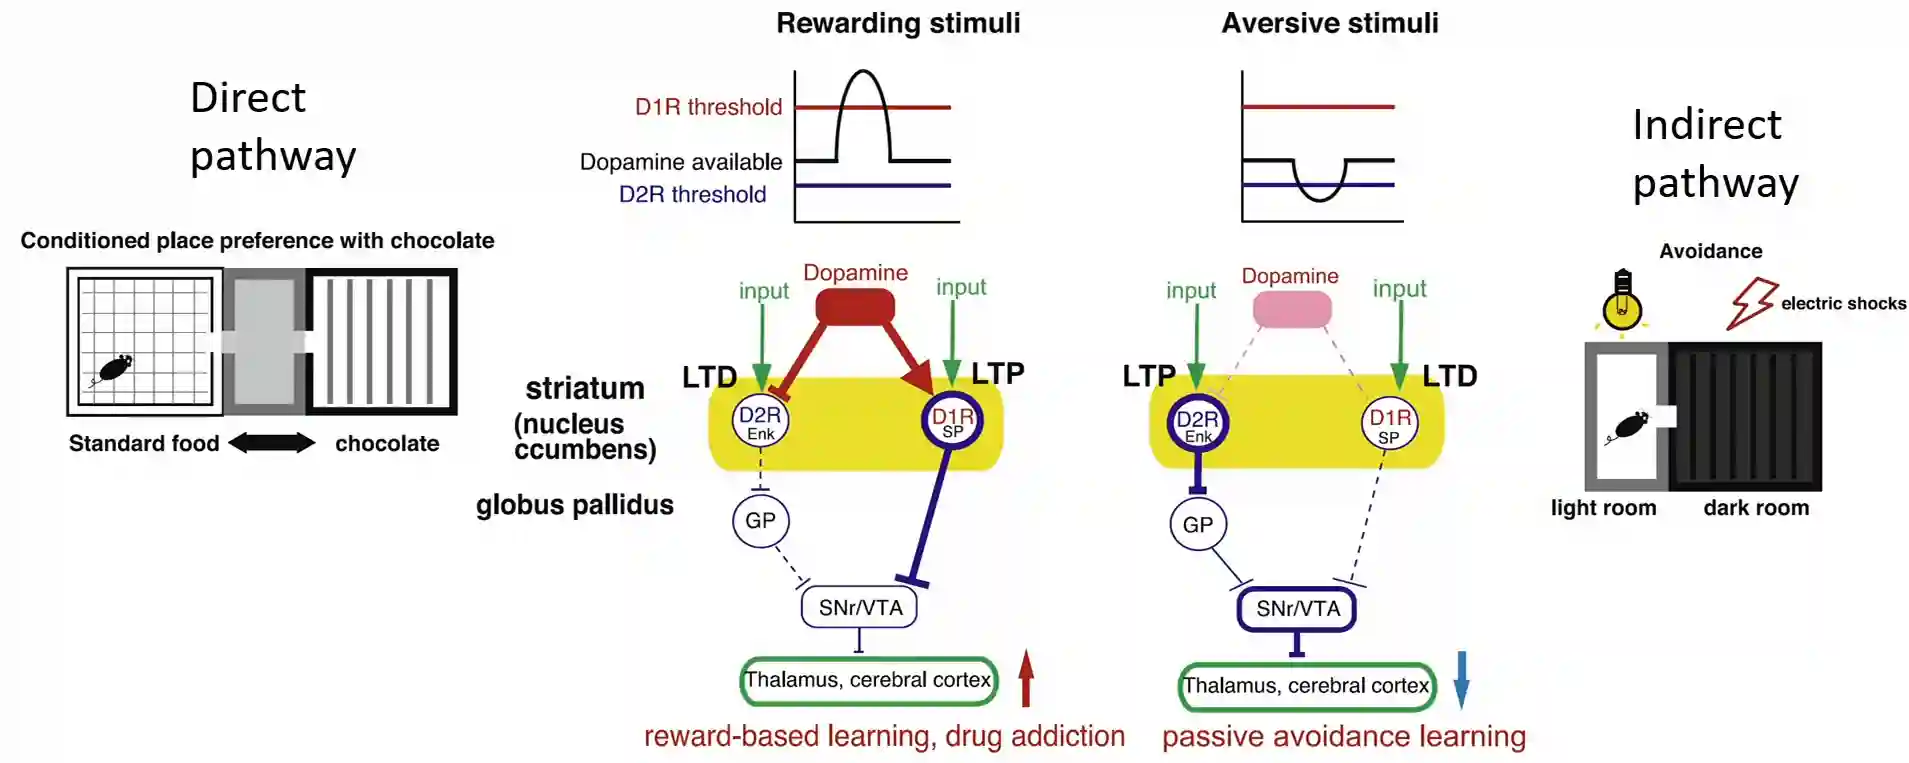 Rewarding stimuli
Aversive stimuli
Direct
pathway
D1R threshold
Dopamine available
D2R threshold
Indirect
pathway
Conditioned place preference with chocolate
Standard food
chocolate
Avoidance
electric shocks
light room
dark room
input
Dopamine
input
LTD
LTP
striatum
(nucleus
ccumbens)
D2R
Enk
D1R
SP
globus pallidus
GP
SNr/VTA
Thalamus, cerebral cortex
reward-based learning, drug addiction
input
Dopamine
input
LTP
LTD
D2R
Enk
D1R
SP
GP
SNr/VTA
Thalamus, cerebral cortex
passive avoidance learning